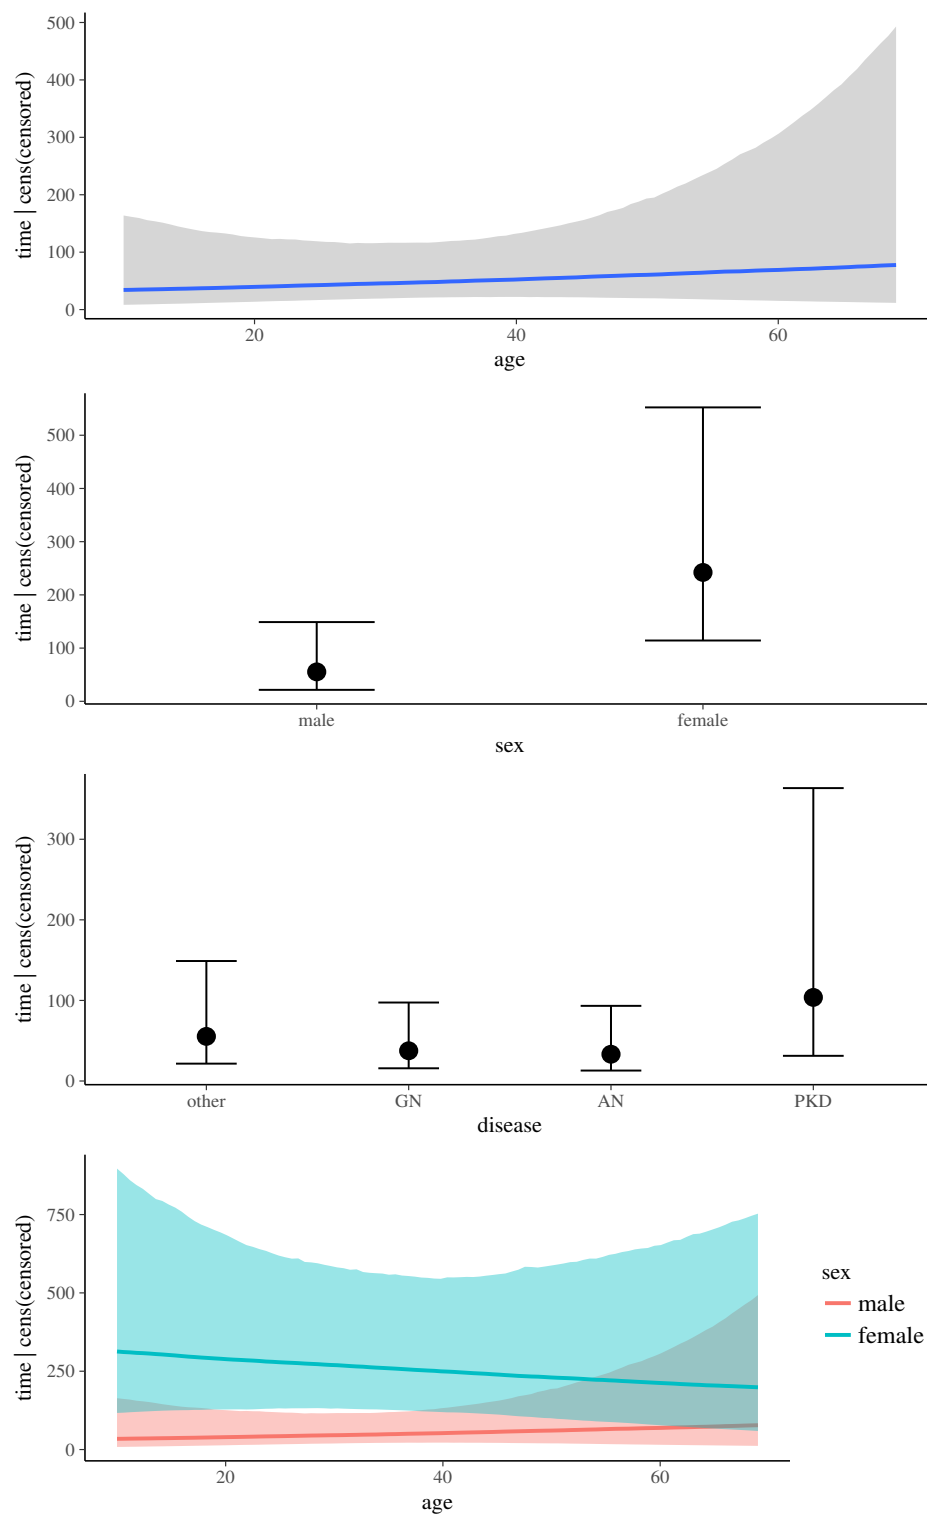 500
400
300
200
100
0
time | cens(censored)
20 40 60
age
500
400
300
200
100
0
time | cens(censored)
male female
sex
300
200
100
0
time | cens(censored)
other GN AN PKD
disease
750
500
250
0
time | cens(censored)
20 40 60
age
sex
male
female